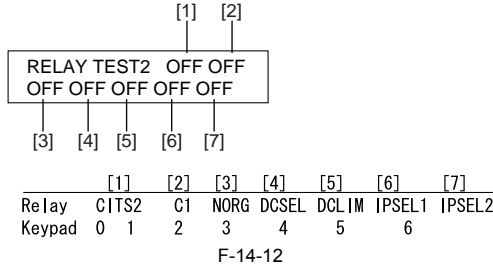 [1] [2]
RELAY TEST2 OFF OFF
OFF OFF OFF OFF OFF
[3] [4] [5] [6] [7]
[1] [2] [3] [4] [5] [6] [7]
Relay CITS2 C1 NORG DCSEL DCLIM IPSEL1 IPSEL2
Keypad 0 1 2 3 4 5 6
F-14-12